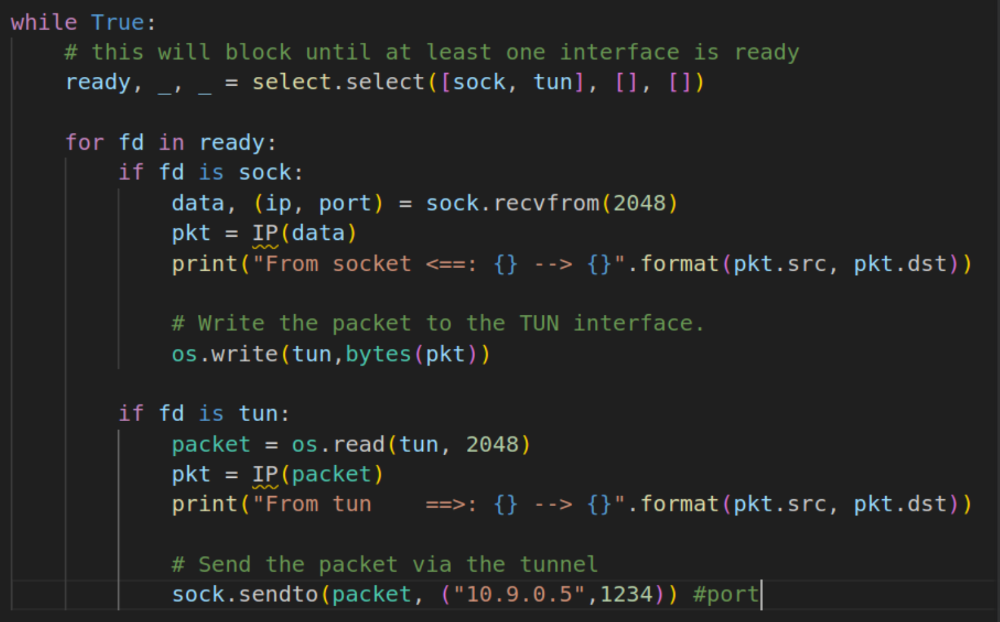 while True:
    # this will block until at least one interface is ready
    ready, _, _ = select.select([sock, tun], [], [])

    for fd in ready:
        if fd is sock:
            data, (ip, port) = sock.recvfrom(2048)
            pkt = IP(data)
            print("From socket <==: {} --> {}".format(pkt.src, pkt.dst))

            # Write the packet to the TUN interface.
            os.write(tun,bytes(pkt))

        if fd is tun:
            packet = os.read(tun, 2048)
            pkt = IP(packet)
            print("From tun    ==>: {} --> {}".format(pkt.src, pkt.dst))

            # Send the packet via the tunnel
            sock.sendto(packet, ("10.9.0.5",1234)) #port